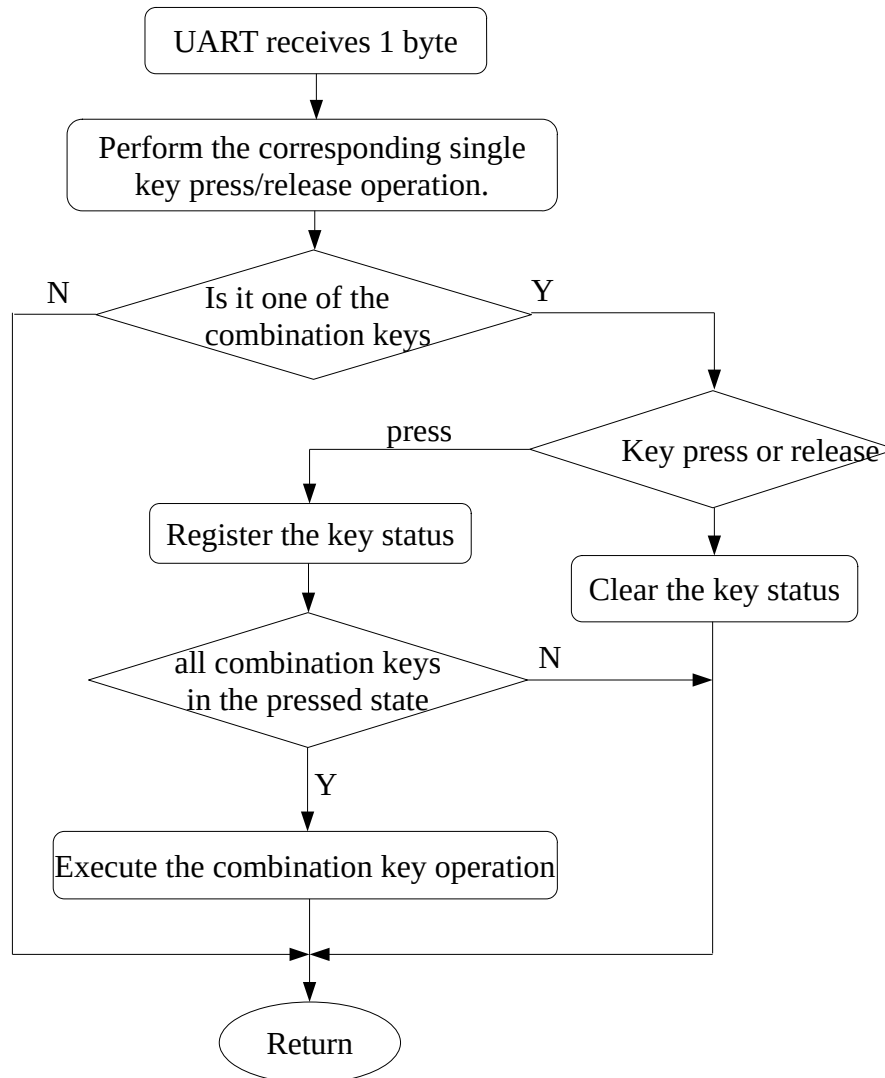 UART receives 1 byte
Perform the corresponding single
key press/release operation.
N
Is it one of the
combination keys
Y
press
Key press or release
Register the key status
Clear the key status
all combination keys
in the pressed state
N
Y
Execute the combination key operation
Return